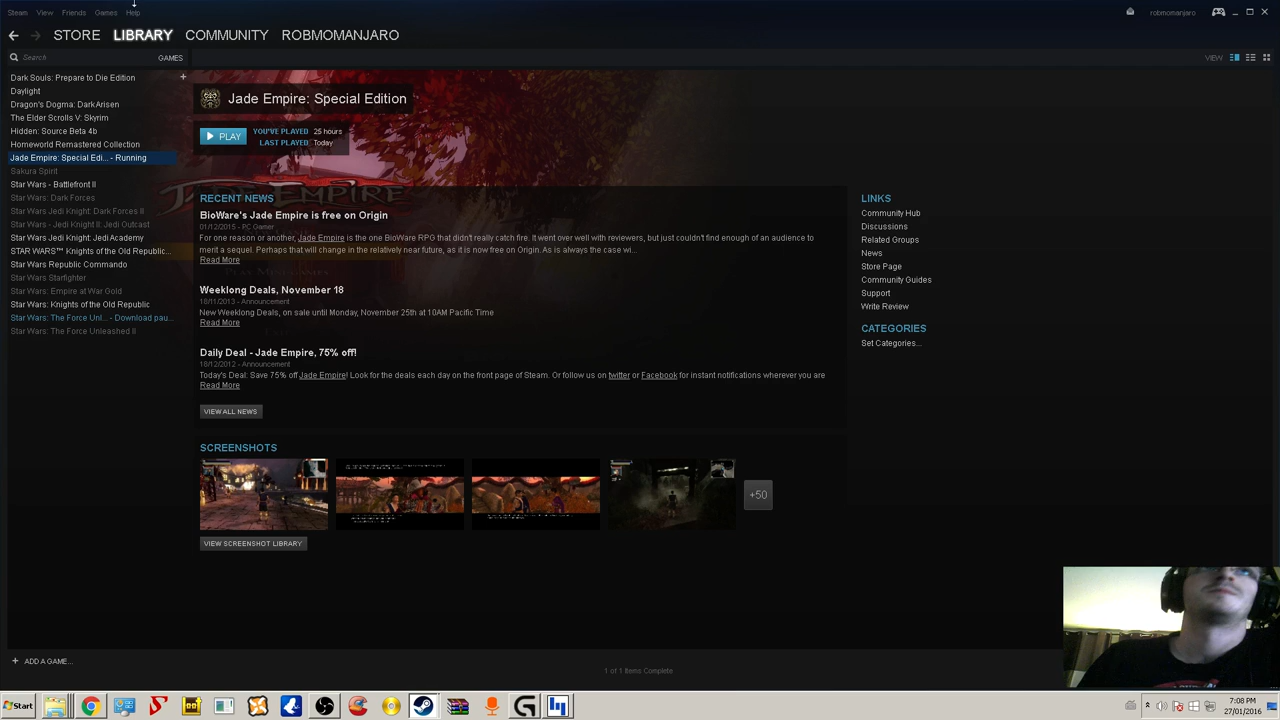 Steam View Friends Games Help robmomanjaro
STORE LIBRARY COMMUNITY ROBMOMANJARO
Search GAMES VIEW
Dark Souls: Prepare to Die Edition
Daylight
Dragon's Dogma: Dark Arisen
The Elder Scrolls V: Skyrim
Hidden: Source Beta 4b
Homeworld Remastered Collection
Jade Empire: Special Edi... - Running
Sakura Spirit
Star Wars - Battlefront II
Star Wars: Dark Forces
Star Wars Jedi Knight: Dark Forces II
Star Wars - Jedi Knight II: Jedi Outcast
Star Wars Jedi Knight: Jedi Academy
STAR WARS™ Knights of the Old Republic...
Star Wars Republic Commando
Star Wars Starfighter
Star Wars: Empire at War Gold
Star Wars: Knights of the Old Republic
Star Wars: The Force Unl... - Download pau...
Star Wars: The Force Unleashed II
Jade Empire: Special Edition
PLAY
YOU'VE PLAYED 25 hours
LAST PLAYED Today
JADE EMPIRE
RECENT NEWS
BioWare's Jade Empire is free on Origin
01/12/2015 - PC Gamer
For one reason or another, Jade Empire is the one BioWare RPG that didn't really catch fire. It went over well with reviewers, but just couldn't find enough of an audience to
merit a sequel. Perhaps that will change in the relatively near future, as it is now free on Origin. As is always the case wi...
Read More
Weeklong Deals, November 18
18/11/2013 - Announcement
New Weeklong Deals, on sale until Monday, November 25th at 10AM Pacific Time
Read More
Daily Deal - Jade Empire, 75% off!
18/12/2012 - Announcement
Today's Deal: Save 75% off Jade Empire! Look for the deals each day on the front page of Steam. Or follow us on twitter or Facebook for instant notifications wherever you are
Read More
VIEW ALL NEWS
SCREENSHOTS
+50
VIEW SCREENSHOT LIBRARY
LINKS
Community Hub
Discussions
Related Groups
News
Store Page
Community Guides
Support
Write Review
CATEGORIES
Set Categories...
ADD A GAME...
1 of 1 Items Complete
Start
7:08 PM
27/01/2016